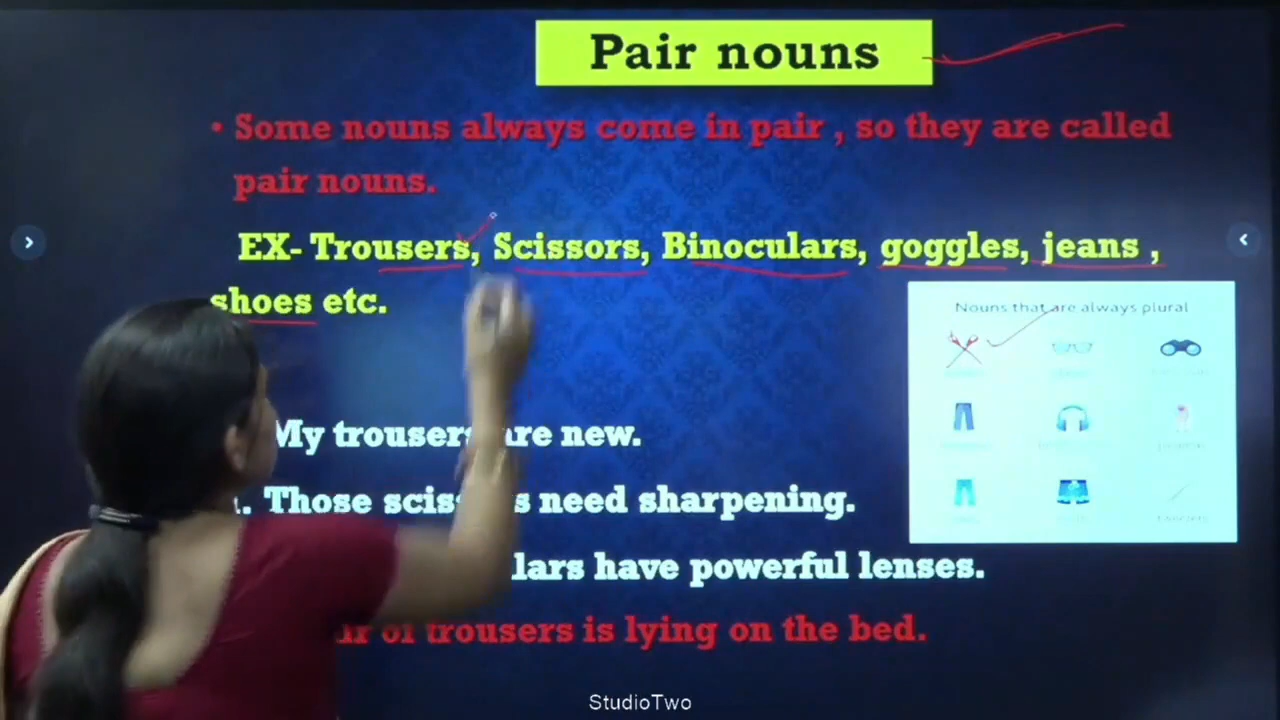 Pair nouns
• Some nouns always come in pair , so they are called
pair nouns.
EX- Trousers, Scissors, Binoculars, goggles, jeans ,
shoes etc.
Nouns that are always plural
My trousers are new.
. Those scissors need sharpening.
have powerful lenses.
of trousers is lying on the bed.
StudioTwo